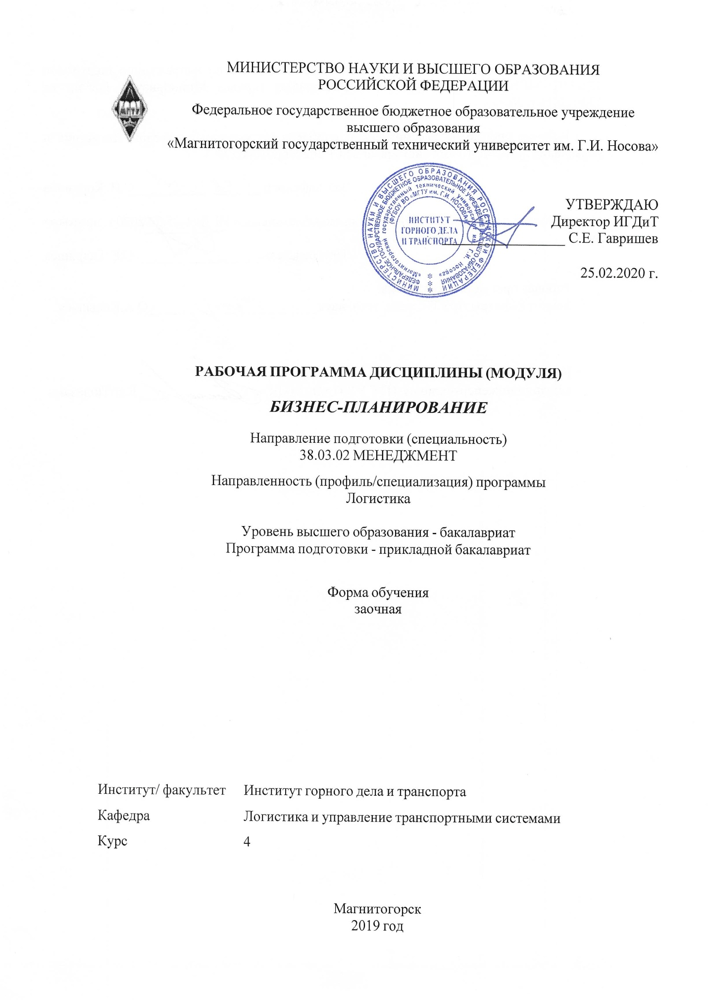 МИНИСТЕРСТВО НАУКИ И ВЫСШЕГО ОБРАЗОВАНИЯ
РОССИЙСКОЙ ФЕДЕРАЦИИ
Федеральное государственное бюджетное образовательное учреждение
высшего образования
«Магнитогорский государственный технический университет им. Г.И. Носова»
МИНИСТЕРСТВО НАУКИ И ВЫСШЕГО ОБРАЗОВАНИЯ РОССИЙСКОЙ ФЕДЕРАЦИИ
ФЕДЕРАЛЬНОЕ ГОСУДАРСТВЕННОЕ БЮДЖЕТНОЕ ОБРАЗОВАТЕЛЬНОЕ УЧРЕЖДЕНИЕ ВЫСШЕГО ОБРАЗОВАНИЯ
«Магнитогорский государственный технический университет им. Г.И. Носова»
(ФГБОУ ВО «МГТУ им. Г.И. НОСОВА»)
ИНСТИТУТ
ГОРНОГО ДЕЛА
И ТРАНСПОРТА
УТВЕРЖДАЮ
Директор ИГДиТ
С.Е. Гавришев
25.02.2020 г.
РАБОЧАЯ ПРОГРАММА ДИСЦИПЛИНЫ (МОДУЛЯ)
БИЗНЕС-ПЛАНИРОВАНИЕ
Направление подготовки (специальность)
38.03.02 МЕНЕДЖМЕНТ
Направленность (профиль/специализация) программы
Логистика
Уровень высшего образования - бакалавриат
Программа подготовки - прикладной бакалавриат
Форма обучения
заочная
Институт/ факультет Институт горного дела и транспорта
Кафедра Логистика и управление транспортными системами
Курс 4
Магнитогорск
2019 год